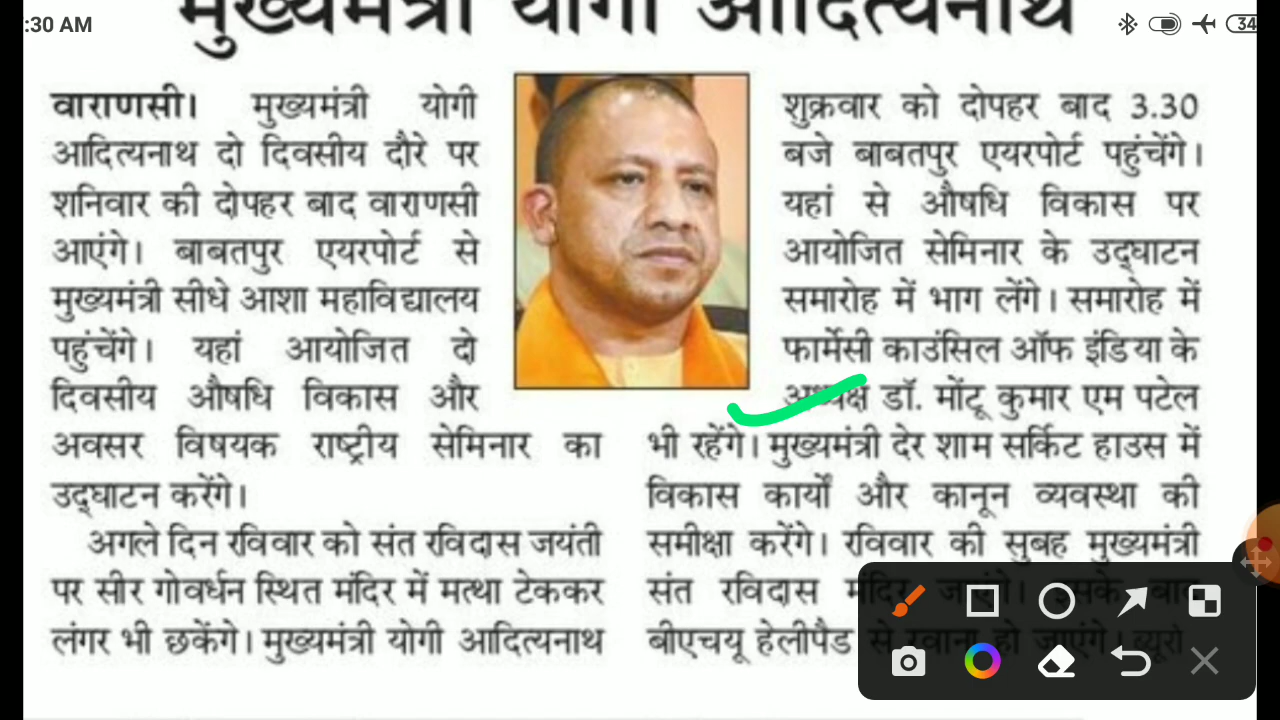 :30 AM
34
मुख्यमंत्री योगी आदित्यनाथ
वाराणसी। मुख्यमंत्री योगी
आदित्यनाथ दो दिवसीय दौरे पर
शनिवार की दोपहर बाद वाराणसी
आएंगे। बाबतपुर एयरपोर्ट से
मुख्यमंत्री सीधे आशा महाविद्यालय
पहुंचेंगे। यहां आयोजित दो
दिवसीय औषधि विकास और
अवसर विषयक राष्ट्रीय सेमिनार का
उद्घाटन करेंगे।
अगले दिन रविवार को संत रविदास जयंती
पर सीर गोवर्धन स्थित मंदिर में मत्था टेककर
लंगर भी छकेंगे। मुख्यमंत्री योगी आदित्यनाथ
शुक्रवार को दोपहर बाद 3.30
बजे बाबतपुर एयरपोर्ट पहुंचेंगे।
यहां से औषधि विकास पर
आयोजित सेमिनार के उद्घाटन
समारोह में भाग लेंगे। समारोह में
फार्मेसी काउंसिल ऑफ इंडिया के
अध्यक्ष डॉ. मोंटू कुमार एम पटेल
भी रहेंगे। मुख्यमंत्री देर शाम सर्किट हाउस में
विकास कार्यों और कानून व्यवस्था की
समीक्षा करेंगे। रविवार की सुबह मुख्यमंत्री
संत रविदास मंदिर जाएंगे। इसके बाद
बीएचयू हेलीपैड से रवाना हो जाएंगे। ब्यूरो